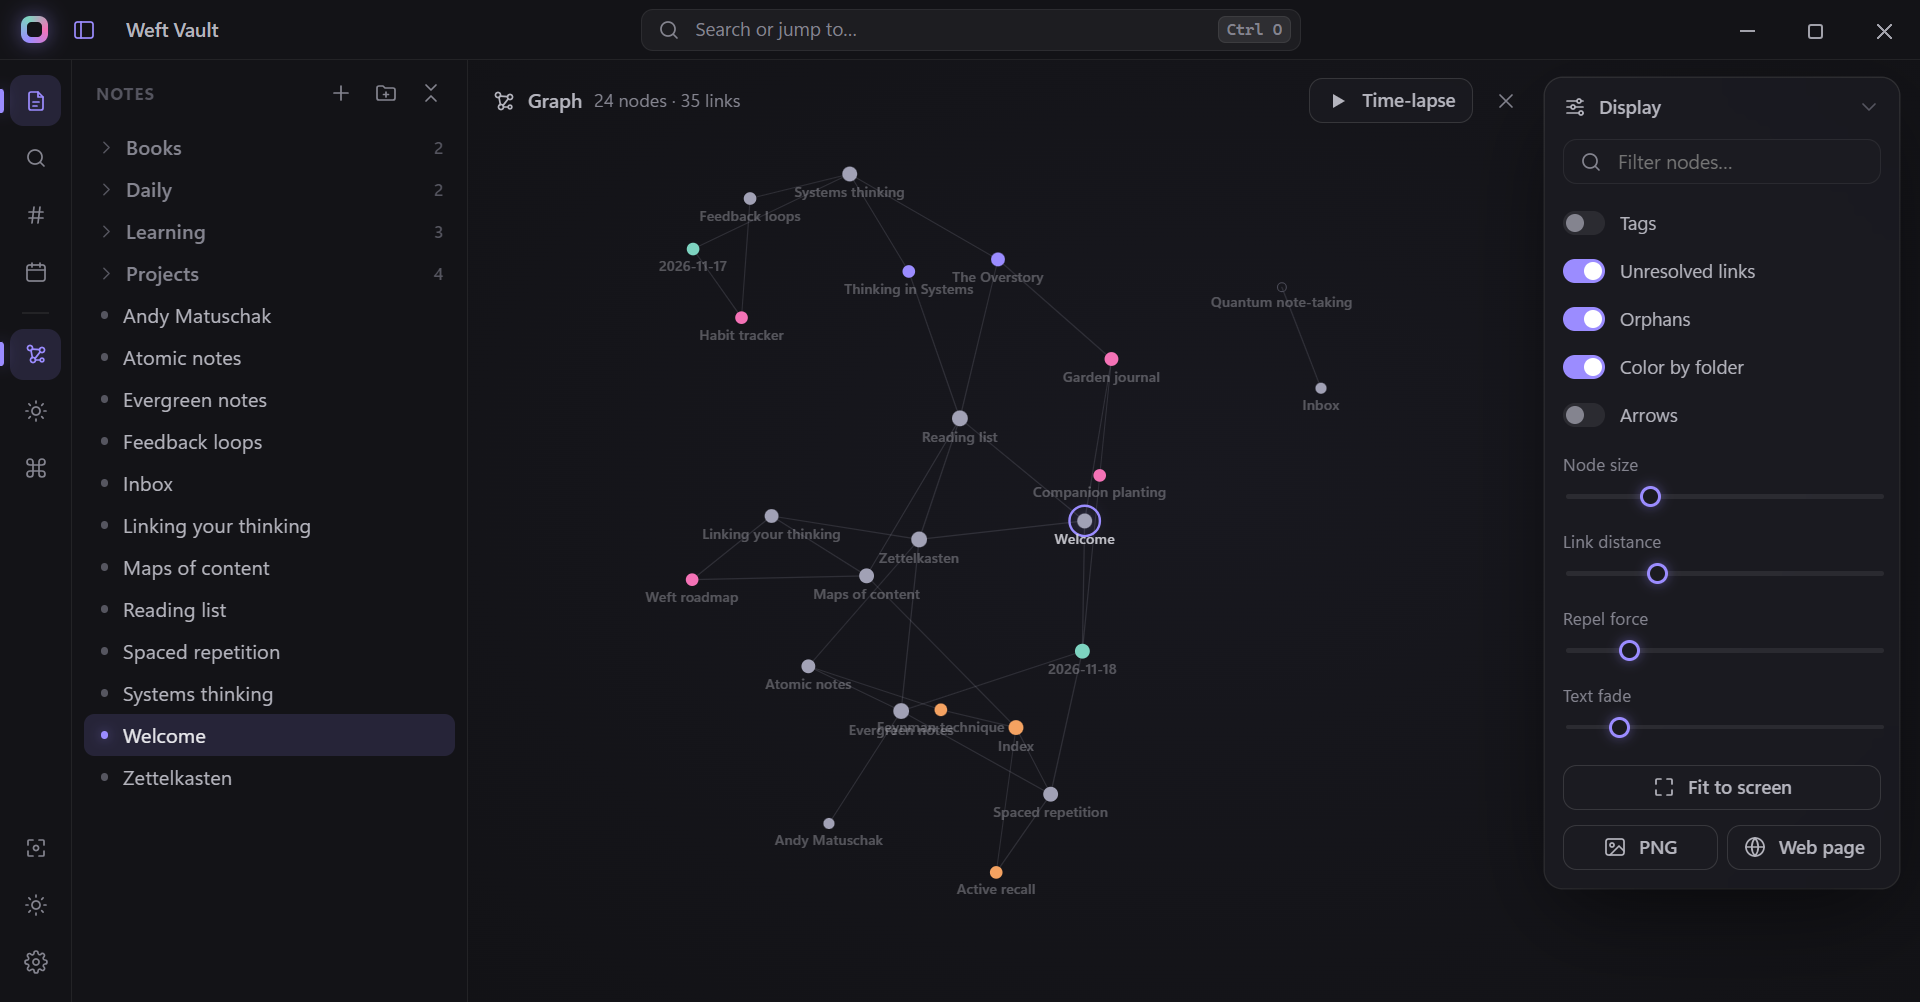 Weft Vault
Search or jump to...
Ctrl O
NOTES
Books 2
Daily 2
Learning 3
Projects 4
Andy Matuschak
Atomic notes
Evergreen notes
Feedback loops
Inbox
Linking your thinking
Maps of content
Reading list
Spaced repetition
Systems thinking
Welcome
Zettelkasten
Graph 24 nodes · 35 links
Time-lapse
Systems thinking
Feedback loops
2026-11-17
Thinking in Systems
The Overstory
Habit tracker
Quantum note-taking
Garden journal
Inbox
Reading list
Companion planting
Linking your thinking
Welcome
Zettelkasten
Maps of content
Weft roadmap
2026-11-18
Atomic notes
Feynman technique
Evergreen notes
Index
Spaced repetition
Andy Matuschak
Active recall
Display
Filter nodes...
Tags
Unresolved links
Orphans
Color by folder
Arrows
Node size
Link distance
Repel force
Text fade
Fit to screen
PNG
Web page